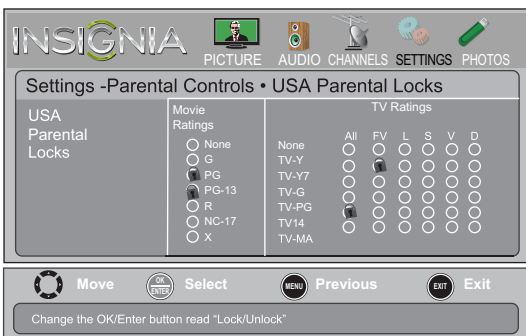 INSIGNIA
PICTURE AUDIO CHANNELS SETTINGS PHOTOS
Settings -Parental Controls • USA Parental Locks
USA
Parental
Locks
Movie
Ratings
None
G
PG
PG-13
R
NC-17
X
TV Ratings
All FV L S V D
None
TV-Y
TV-Y7
TV-G
TV-PG
TV14
TV-MA
Move OK ENTER Select MENU Previous EXIT Exit
Change the OK/Enter button read "Lock/Unlock"